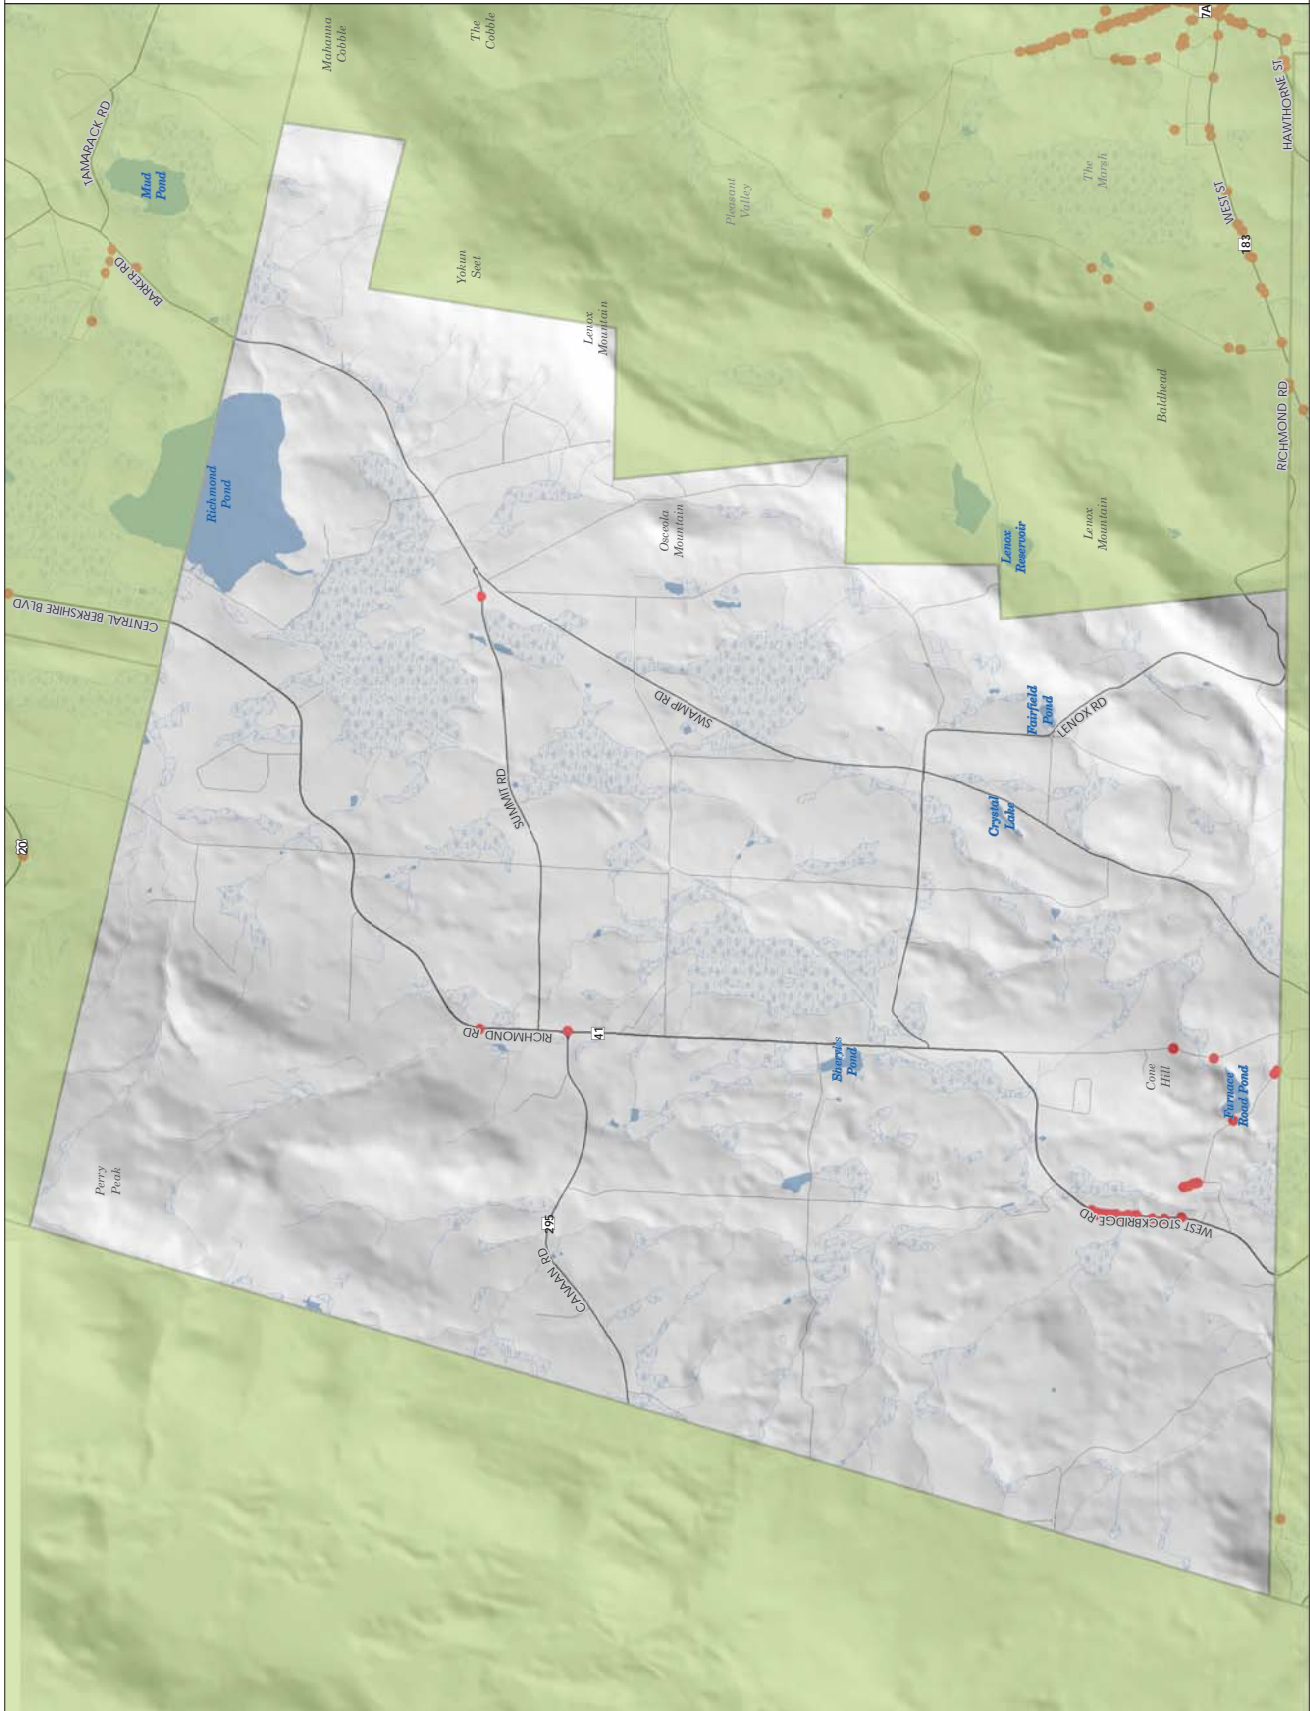 Mahanna
Cobble
The
Cobble
7A
TAMARACK RD
HAWTHORNE ST
Mud
Pond
The
Marsh
Pleasant
Valley
WEST ST
183
BARKER RD
Yokun
Seet
Lenox
Mountain
Baldhead
RICHMOND RD
Richmond
Pond
Osceola
Mountain
Lenox
Mountain
Lenox
Reservoir
CENTRAL BERKSHIRE BLVD
SWAMP RD
Fairfield
Pond
LENOX RD
SUMMIT RD
Crystal
Lake
20
RICHMOND RD
41
Sherrills
Pond
Cone
Hill
Furnace
Road Pond
Perry
Peak
295
WEST STOCKBRIDGE RD
CANAAN RD